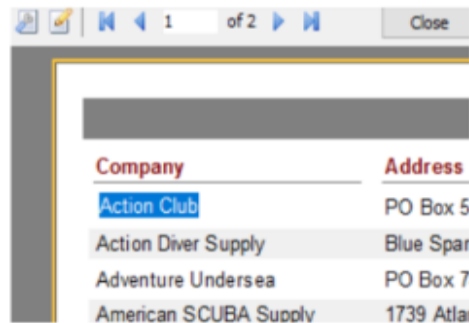 1 of 2 Close
Company Address
Action Club PO Box 5
Action Diver Supply Blue Spar
Adventure Undersea PO Box 7
American SCUBA Supply 1739 Atla